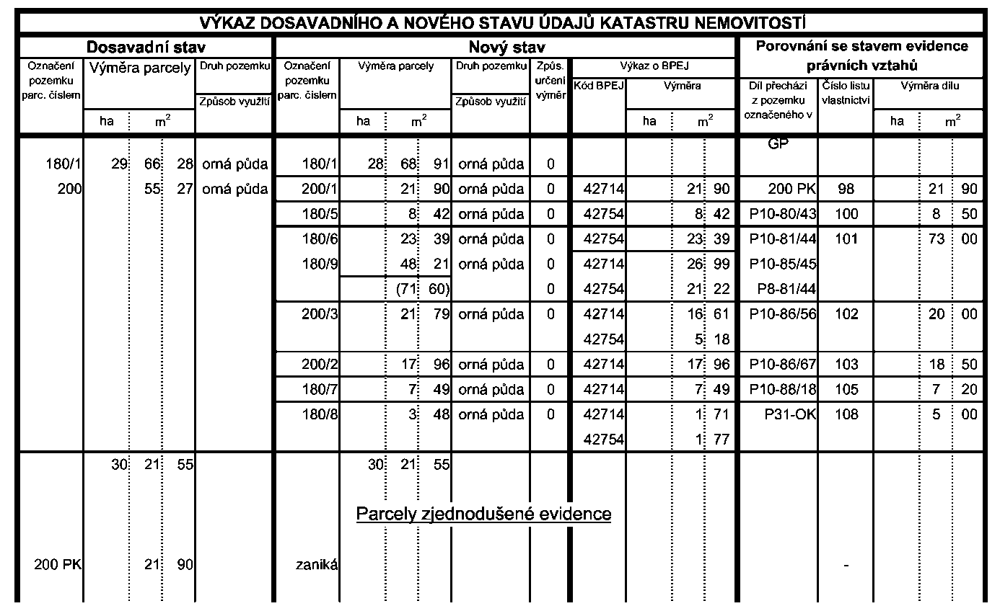 VÝKAZ DOSAVADNÍHO A NOVÉHO STAVU ÚDAJŮ KATASTRU NEMOVITOSTÍ
Dosavadní stav Nový stav Porovnání se stavem evidence právních vztahů
Označení pozemku parc. číslem Výměra parcely Druh pozemku Označení pozemku parc. číslem Výměra parcely Druh pozemku Způs. určení výměr Výkaz o BPEJ
Způsob využití Způsob využití Kód BPEJ Výměra Díl přechází z pozemku označeného v Číslo listu vlastnictví Výměra dílu
ha m² ha m² ha m² ha m²
GP
180/1 29 66 28 orná půda 180/1 28 68 91 orná půda 0
200 55 27 orná půda 200/1 21 90 orná půda 0 42714 21 90 200 PK 98 21 90
180/5 8 42 orná půda 0 42754 8 42 P10-80/43 100 8 50
180/6 23 39 orná půda 0 42754 23 39 P10-81/44 101 73 00
180/9 48 21 orná půda 0 42714 26 99 P10-85/45
(71 60) 0 42754 21 22 P8-81/44
200/3 21 79 orná půda 0 42714 16 61 P10-86/56 102 20 00
42754 5 18
200/2 17 96 orná půda 0 42714 17 96 P10-86/67 103 18 50
180/7 7 49 orná půda 0 42714 7 49 P10-88/18 105 7 20
180/8 3 48 orná půda 0 42714 1 71 P31-OK 108 5 00
42754 1 77
30 21 55 30 21 55
Parcely zjednodušené evidence
200 PK 21 90 zaniká -